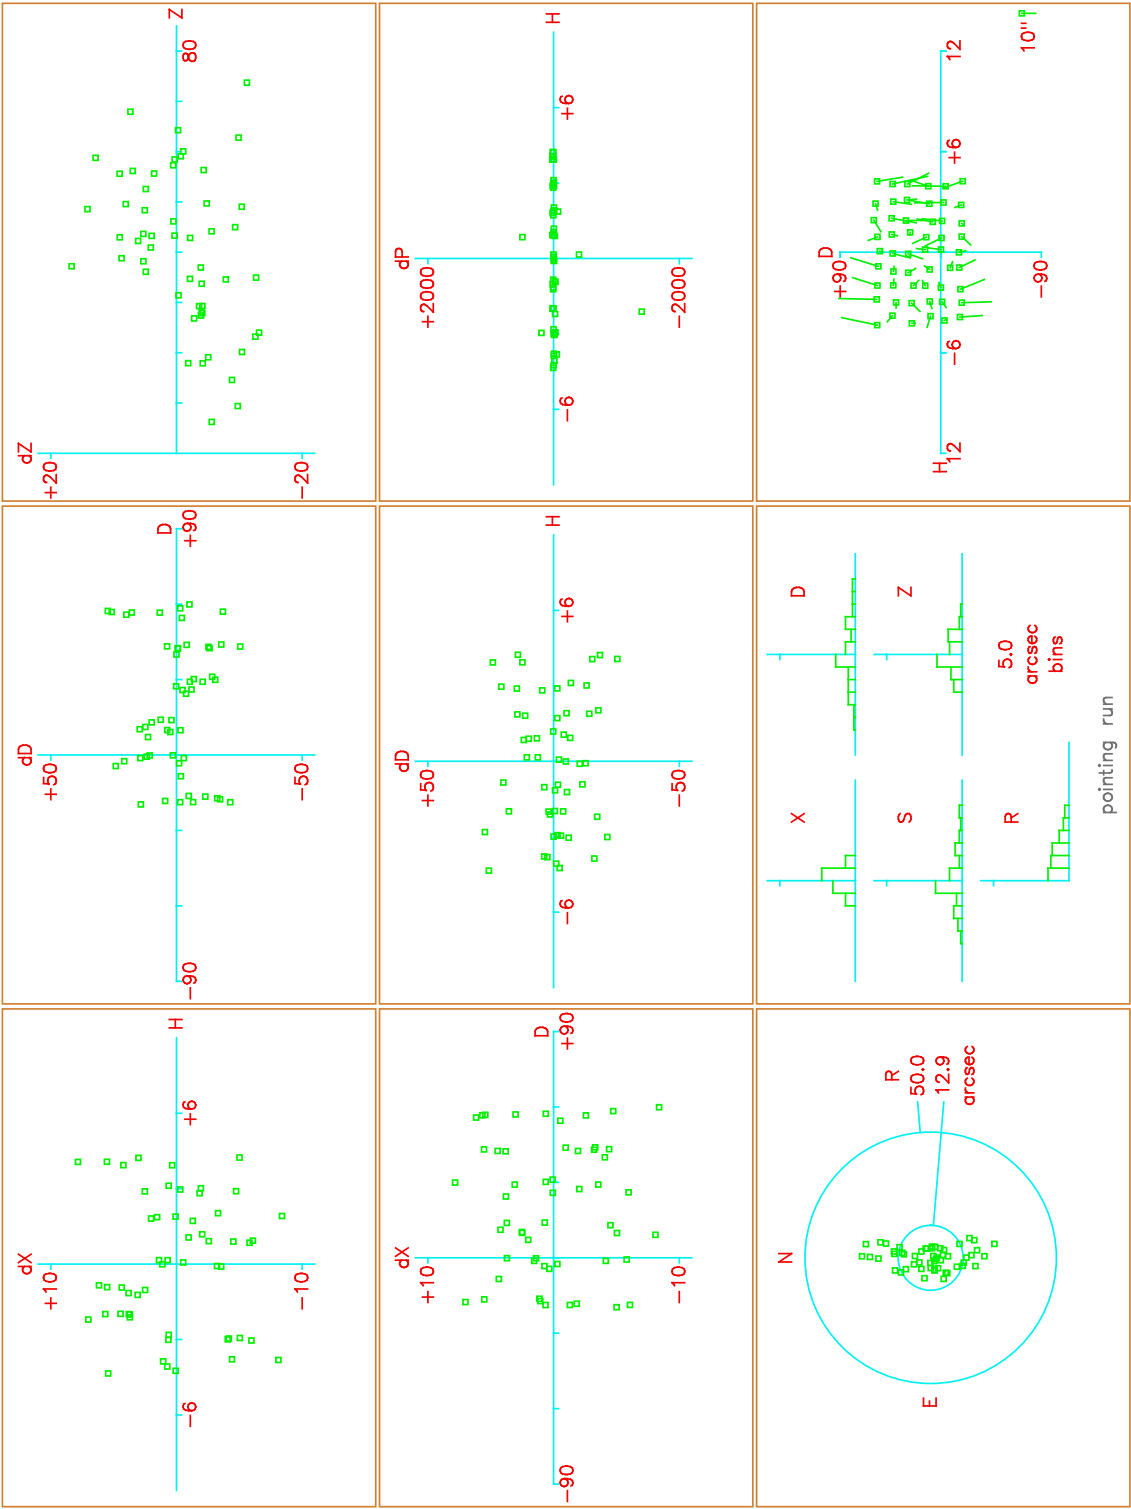 dX
+10
H
-6 +6
-10
dD
+50
D
-90 +90
-50
dZ
+20
Z
80
-20
dX
+10
D
-90 +90
-10
dD
+50
H
-6 +6
-50
dP
+2000
H
-6 +6
-2000
N
R
50.0
E
12.9
arcsec
X D
S Z
R
5.0
arcsec
bins
pointing run
D
+90
H
12 -6 +6 12
10"
-90